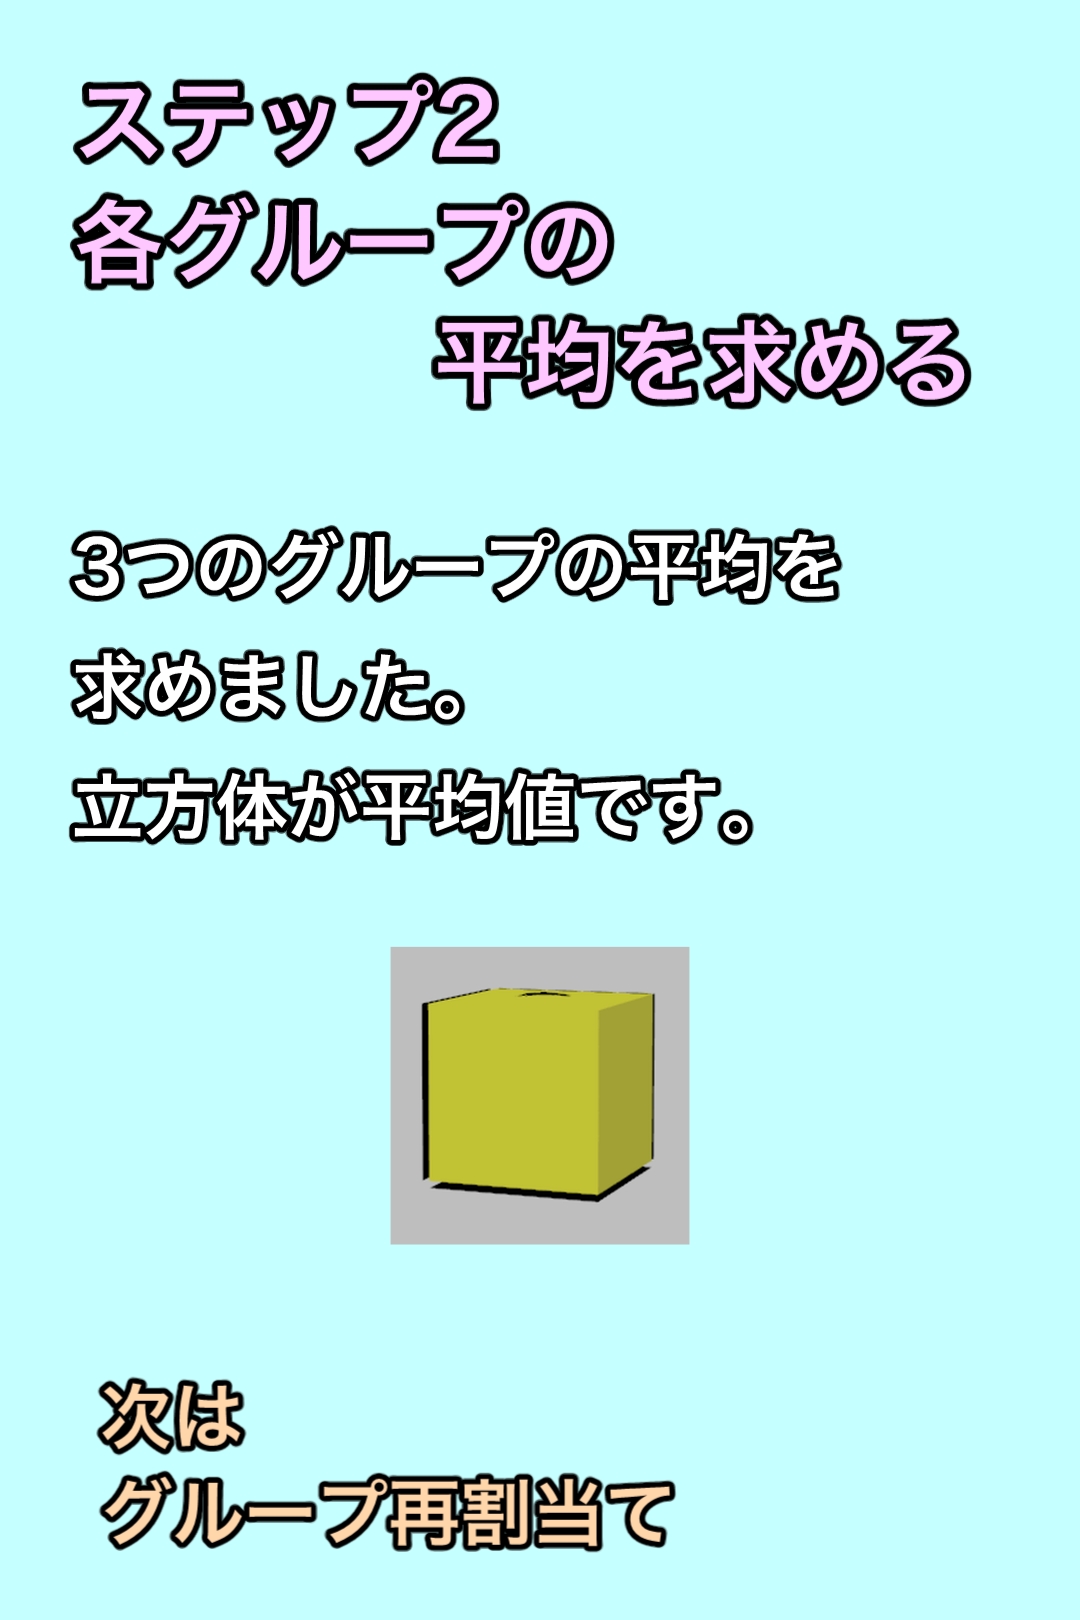 ステップ2
各グループの
平均を求める
3つのグループの平均を
求めました。
立方体が平均値です。
次は
グループ再割当て